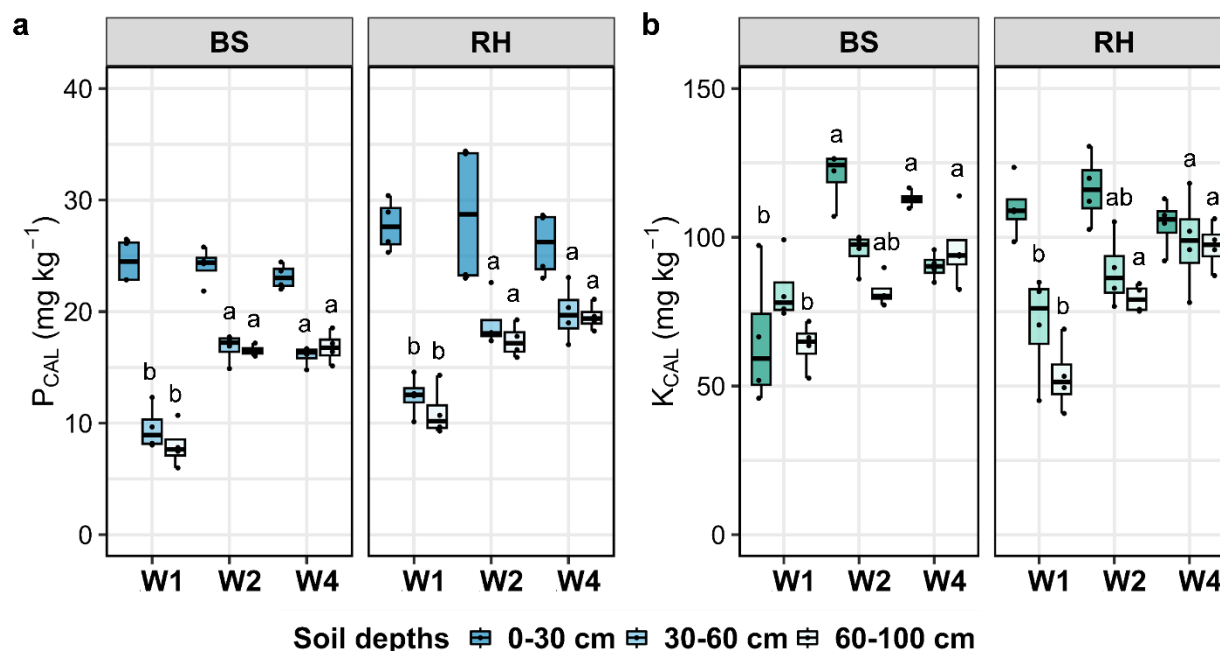 a
BS
RH
P_CAL (mg kg⁻¹)
40
30
20
10
0
b
b
a
a
a
a
b
b
a
a
a
a
W1
W2
W4
W1
W2
W4
b
BS
RH
K_CAL (mg kg⁻¹)
150
100
50
0
b
b
a
ab
a
a
b
b
ab
a
a
a
W1
W2
W4
W1
W2
W4
Soil depths 0-30 cm 30-60 cm 60-100 cm